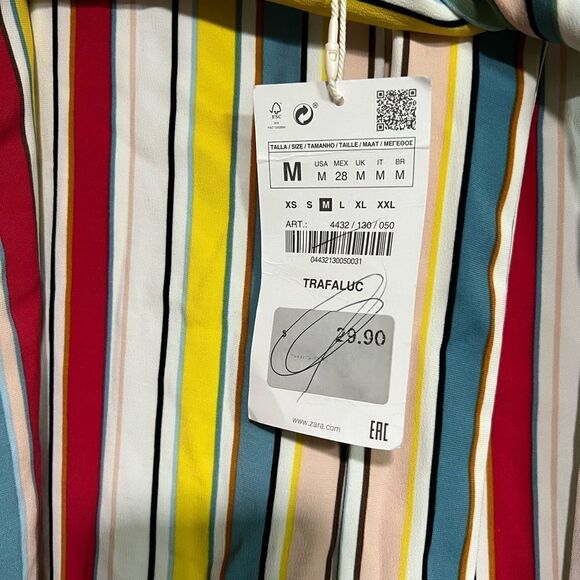 FSC
TALLA / SIZE / TAMANHO / TAILLE / MAAT / ΜΕΓΕΘΟΣ
M USA MEX UK IT BR
M 28 M M M
XS S M L XL XXL
ART.: 4432 / 130 / 050
04432130050031
TRAFALUC
$ 29.90
www.zara.com
EAC